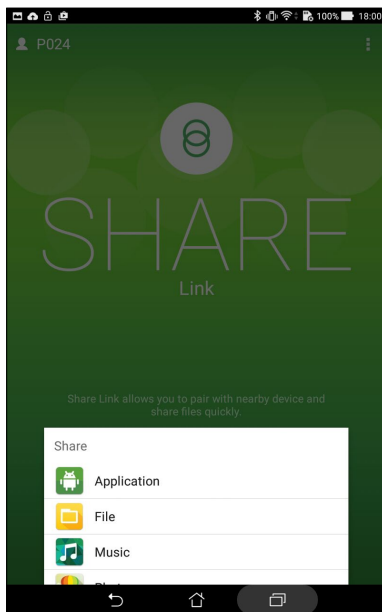 100% 18:00
P024
SHARE
Link
Share Link allows you to pair with nearby device and
share files quickly.
Share
Application
File
Music